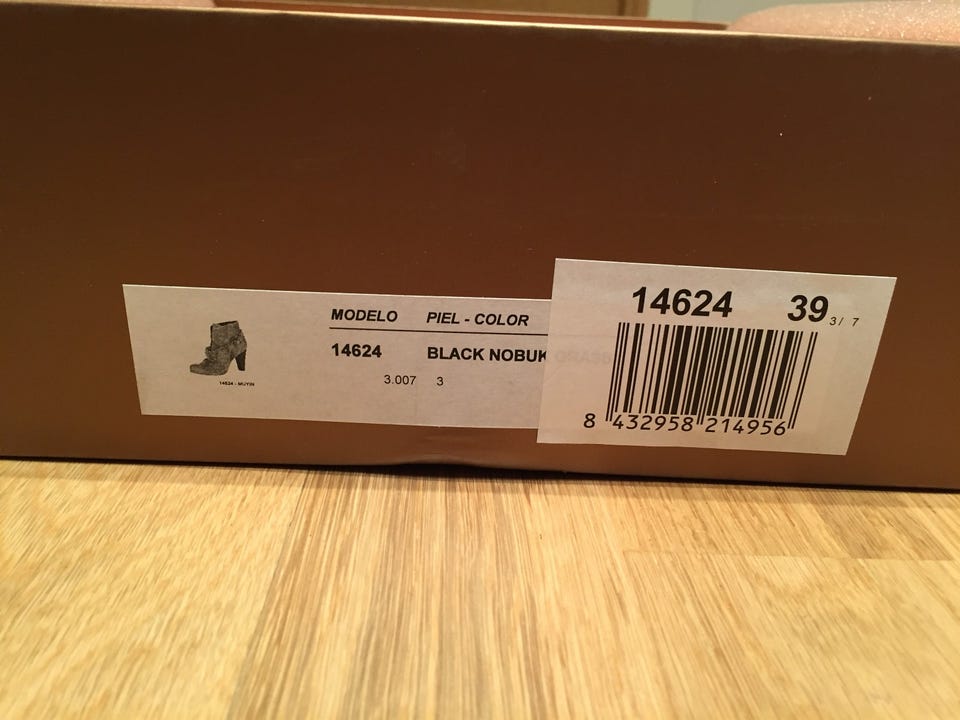 MODELO PIEL - COLOR
14624 BLACK NOBUK
3.007 3
14624 - MUYIN
14624 39 3/ 7
8 432958 214956